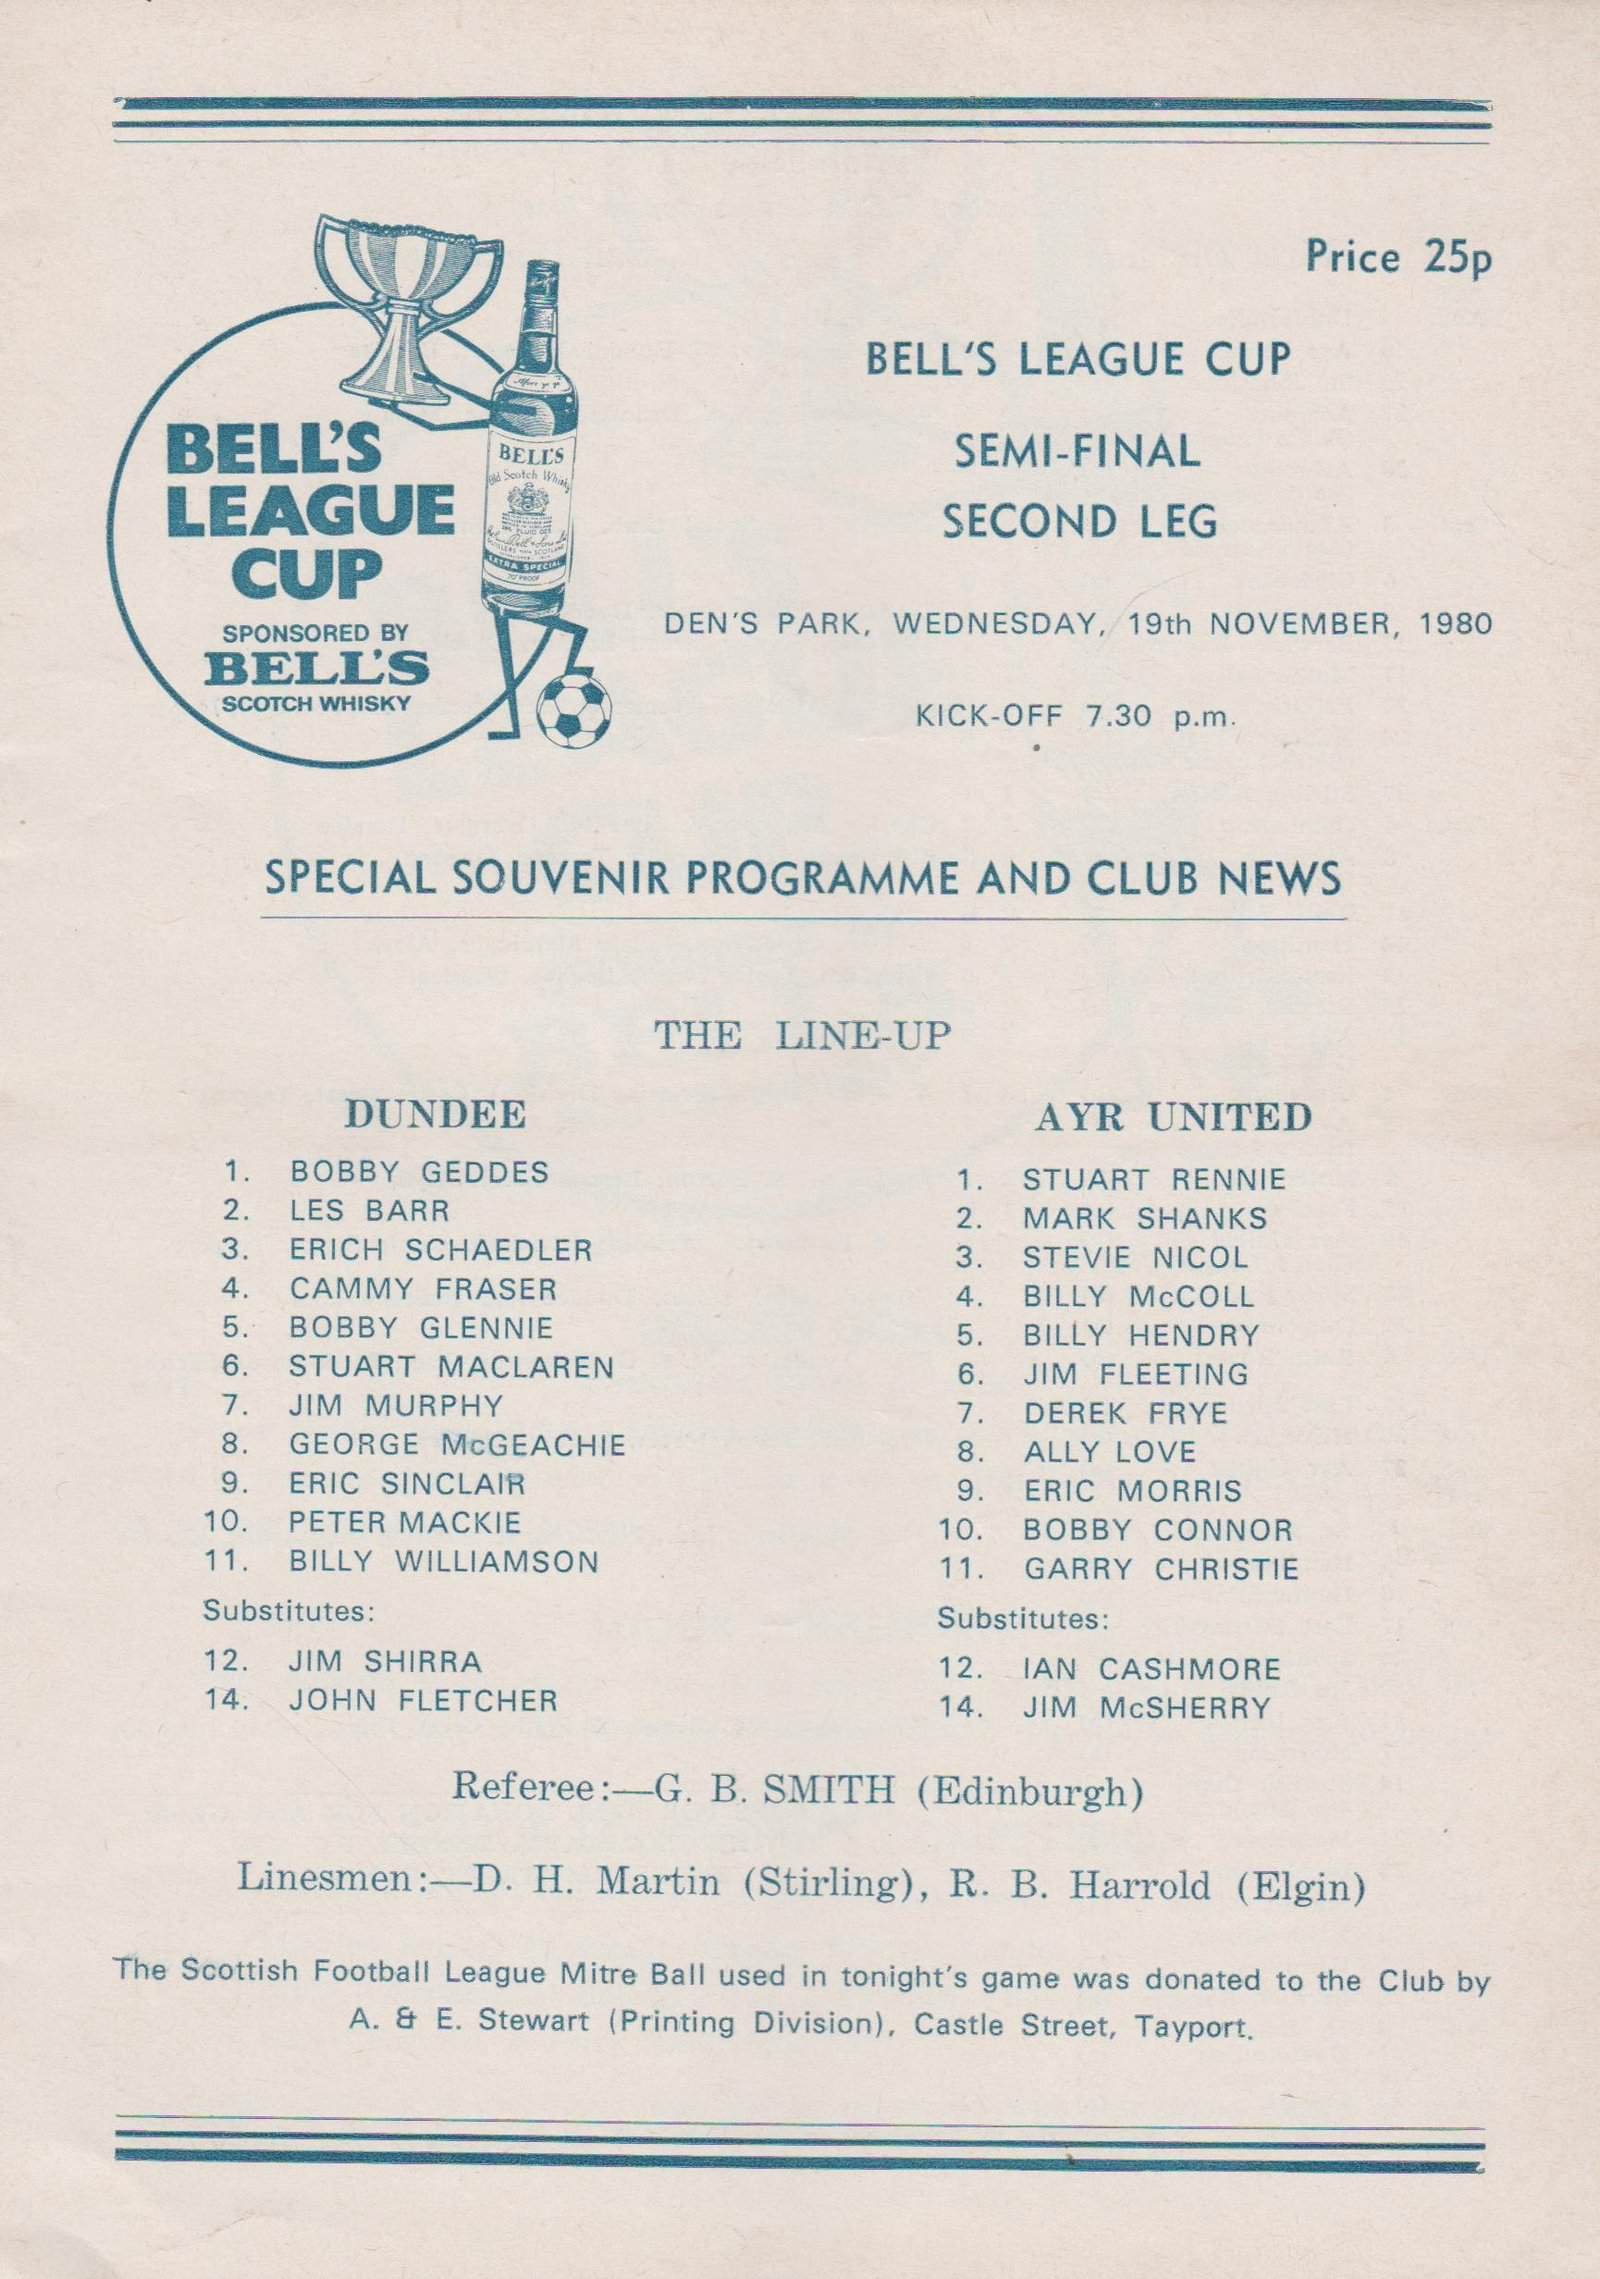 Price 25p
BELL'S LEAGUE CUP
SEMI-FINAL
SECOND LEG
DEN'S PARK, WEDNESDAY, 19th NOVEMBER, 1980
KICK-OFF 7.30 p.m.
BELL'S
LEAGUE
CUP
SPONSORED BY
BELL'S
SCOTCH WHISKY
BELL'S
Old Scotch Whisky
EXTRA SPECIAL
70° PROOF
SPECIAL SOUVENIR PROGRAMME AND CLUB NEWS
THE LINE-UP
DUNDEE
1. BOBBY GEDDES
2. LES BARR
3. ERICH SCHAEDLER
4. CAMMY FRASER
5. BOBBY GLENNIE
6. STUART MACLAREN
7. JIM MURPHY
8. GEORGE McGEACHIE
9. ERIC SINCLAIR
10. PETER MACKIE
11. BILLY WILLIAMSON
Substitutes:
12. JIM SHIRRA
14. JOHN FLETCHER
AYR UNITED
1. STUART RENNIE
2. MARK SHANKS
3. STEVIE NICOL
4. BILLY McCOLL
5. BILLY HENDRY
6. JIM FLEETING
7. DEREK FRYE
8. ALLY LOVE
9. ERIC MORRIS
10. BOBBY CONNOR
11. GARRY CHRISTIE
Substitutes:
12. IAN CASHMORE
14. JIM McSHERRY
Referee:—G. B. SMITH (Edinburgh)
Linesmen:—D. H. Martin (Stirling), R. B. Harrold (Elgin)
The Scottish Football League Mitre Ball used in tonight's game was donated to the Club by
A. & E. Stewart (Printing Division), Castle Street, Tayport.